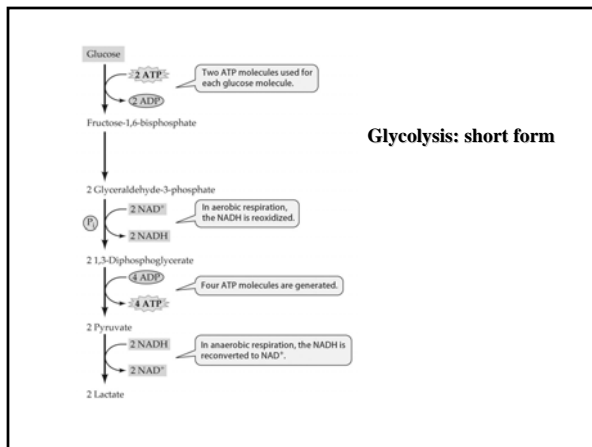 Glucose
2 ATP
Two ATP molecules used for
each glucose molecule.
2 ADP
Fructose-1,6-bisphosphate
Glycolysis: short form
2 Glyceraldehyde-3-phosphate
2 NAD⁺
In aerobic respiration,
the NADH is reoxidized.
Pi
2 NADH
2 1,3-Diphosphoglycerate
4 ADP
Four ATP molecules are generated.
4 ATP
2 Pyruvate
2 NADH
In anaerobic respiration, the NADH is
reconverted to NAD⁺.
2 NAD⁺
2 Lactate